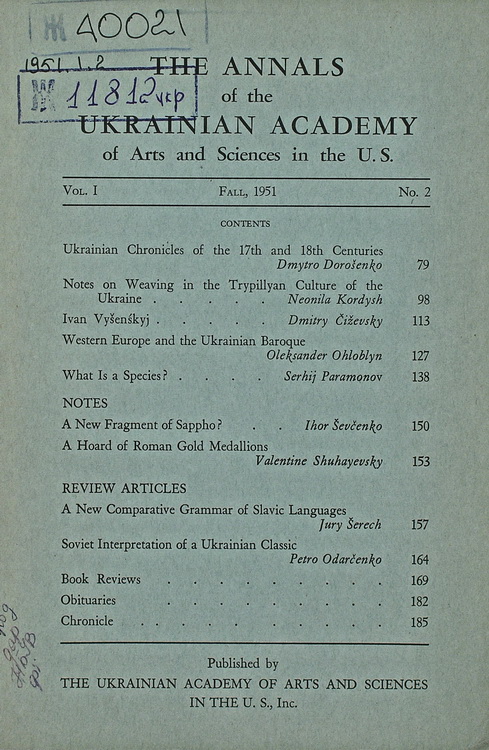 Ж 40021
1951.1.2
Ж 11812укр
THE ANNALS
of the
UKRAINIAN ACADEMY
of Arts and Sciences in the U. S.
Vol. I Fall, 1951 No. 2
CONTENTS
Ukrainian Chronicles of the 17th and 18th Centuries
Dmytro Dorošenko 79
Notes on Weaving in the Trypillyan Culture of the
Ukraine . . . . . Neonila Kordysh 98
Ivan Vyšenśkyj . . . . . Dmitry Čiževsky 113
Western Europe and the Ukrainian Baroque
Oleksander Ohloblyn 127
What Is a Species? . . . . Serhij Paramonov 138
NOTES
A New Fragment of Sappho? . . Ihor Ševčenko 150
A Hoard of Roman Gold Medallions
Valentine Shuhayevsky 153
REVIEW ARTICLES
A New Comparative Grammar of Slavic Languages
Jury Šerech 157
Soviet Interpretation of a Ukrainian Classic
Petro Odarčenko 164
Book Reviews . . . . . . . . . 169
Obituaries . . . . . . . . . 182
Chronicle . . . . . . . . . . 185
Published by
THE UKRAINIAN ACADEMY OF ARTS AND SCIENCES
IN THE U. S., Inc.